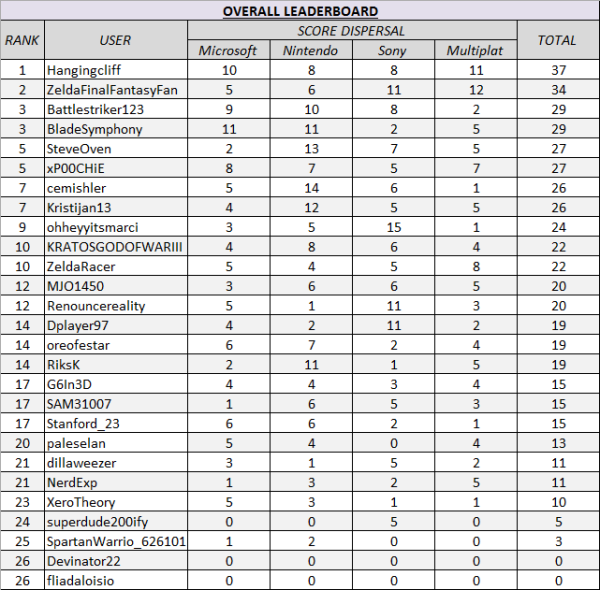 OVERALL LEADERBOARD
RANK USER SCORE DISPERSAL TOTAL
Microsoft Nintendo Sony Multiplat
1 Hangingcliff 10 8 8 11 37
2 ZeldaFinalFantasyFan 5 6 11 12 34
3 Battlestriker123 9 10 8 2 29
3 BladeSymphony 11 11 2 5 29
5 SteveOven 2 13 7 5 27
5 xP00CHiE 8 7 5 7 27
7 cemishler 5 14 6 1 26
7 Kristijan13 4 12 5 5 26
9 ohheyyitsmarci 3 5 15 1 24
10 KRATOSGODOFWARIII 4 8 6 4 22
10 ZeldaRacer 5 4 5 8 22
12 MJO1450 3 6 6 5 20
12 Renouncereality 5 1 11 3 20
14 Dplayer97 4 2 11 2 19
14 oreofestar 6 7 2 4 19
14 RiksK 2 11 1 5 19
17 G6In3D 4 4 3 4 15
17 SAM31007 1 6 5 3 15
17 Stanford_23 6 6 2 1 15
20 paleselan 5 4 0 4 13
21 dillaweezer 3 1 5 2 11
21 NerdExp 1 3 2 5 11
23 XeroTheory 5 3 1 1 10
24 superdude200ify 0 0 5 0 5
25 SpartanWarrio_626101 1 2 0 0 3
26 Devinator22 0 0 0 0 0
26 fliadaloisio 0 0 0 0 0